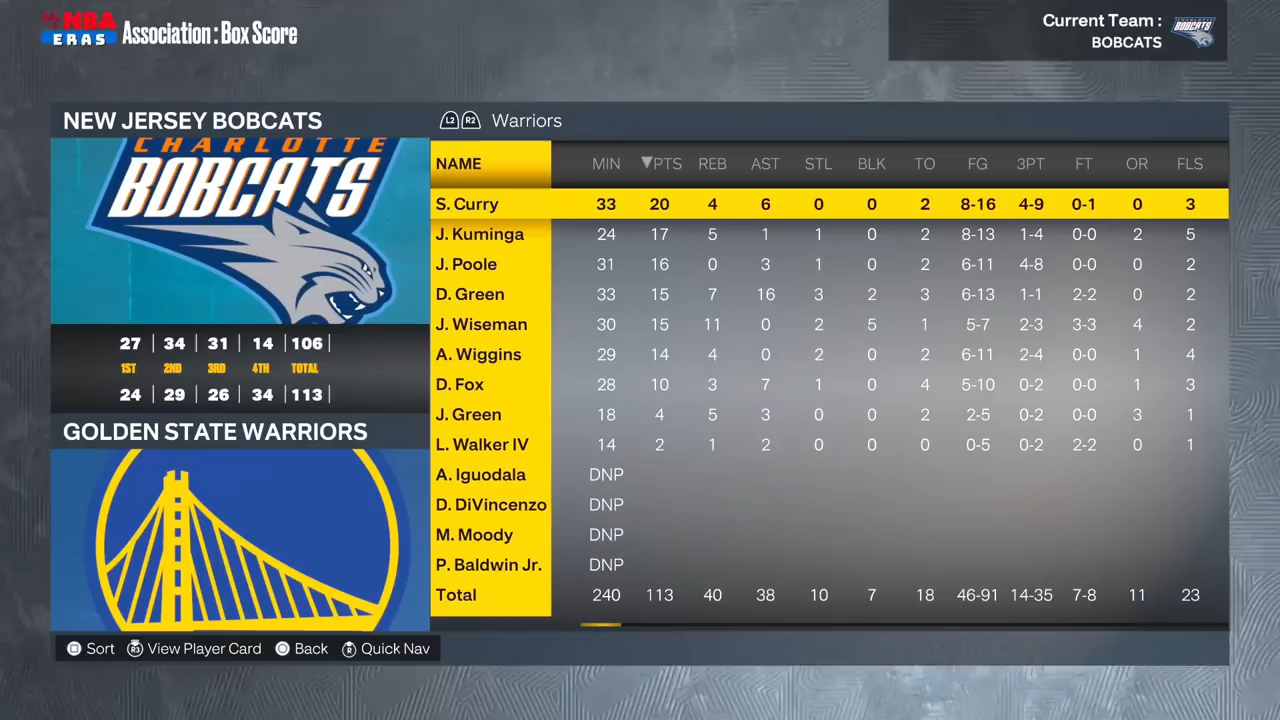 MyNBA ERAS Association : Box Score
Current Team :
BOBCATS
CHARLOTTE BOBCATS
NEW JERSEY BOBCATS
CHARLOTTE
BOBCATS
27 34 31 14 106
1ST 2ND 3RD 4TH TOTAL
24 29 26 34 113
GOLDEN STATE WARRIORS
L2 R2 Warriors
NAME MIN PTS REB AST STL BLK TO FG 3PT FT OR FLS
S. Curry 33 20 4 6 0 0 2 8-16 4-9 0-1 0 3
J. Kuminga 24 17 5 1 1 0 2 8-13 1-4 0-0 2 5
J. Poole 31 16 0 3 1 0 2 6-11 4-8 0-0 0 2
D. Green 33 15 7 16 3 2 3 6-13 1-1 2-2 0 2
J. Wiseman 30 15 11 0 2 5 1 5-7 2-3 3-3 4 2
A. Wiggins 29 14 4 0 2 0 2 6-11 2-4 0-0 1 4
D. Fox 28 10 3 7 1 0 4 5-10 0-2 0-0 1 3
J. Green 18 4 5 3 0 0 2 2-5 0-2 0-0 3 1
L. Walker IV 14 2 1 2 0 0 0 0-5 0-2 2-2 0 1
A. Iguodala DNP
D. DiVincenzo DNP
M. Moody DNP
P. Baldwin Jr. DNP
Total 240 113 40 38 10 7 18 46-91 14-35 7-8 11 23
Sort R3 View Player Card Back R Quick Nav